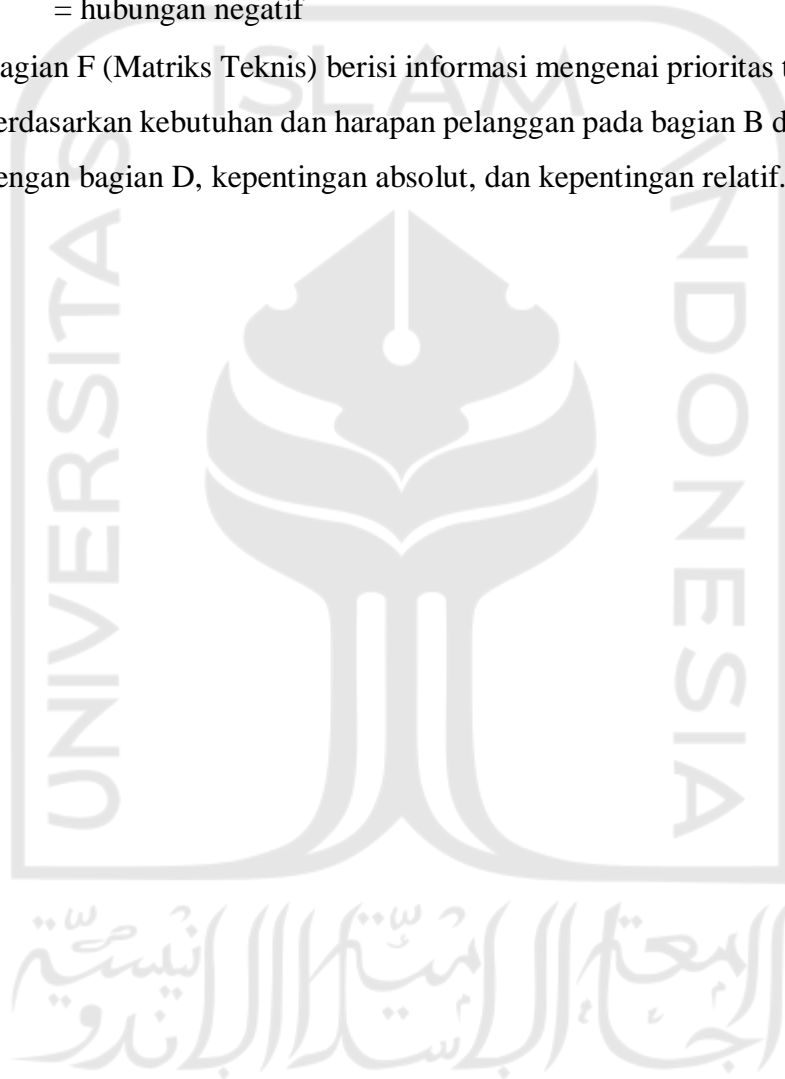 = hubungan negatif
agian F (Matriks Teknis) berisi informasi mengenai prioritas t
erdasarkan kebutuhan dan harapan pelanggan pada bagian B d
engan bagian D, kepentingan absolut, dan kepentingan relatif.
ISLAM
UNIVERSITAS
INDONESIA